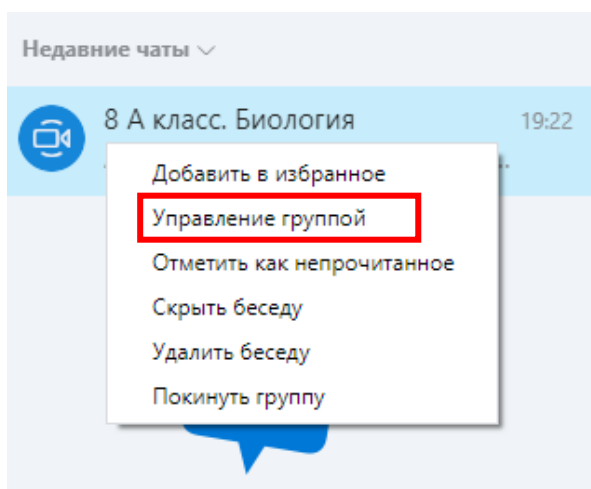 Недавние чаты
8 А класс. Биология 19:22
Добавить в избранное
Управление группой
Отметить как непрочитанное
Скрыть беседу
Удалить беседу
Покинуть группу